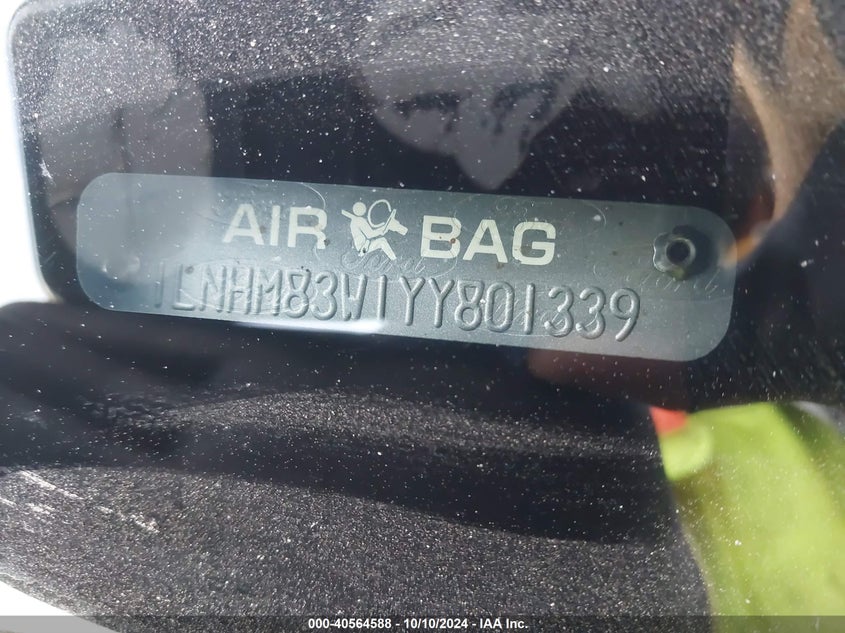 AIR BAG
1LNHM83W1YY801339
000-40564588 - 10/10/2024 - IAA Inc.